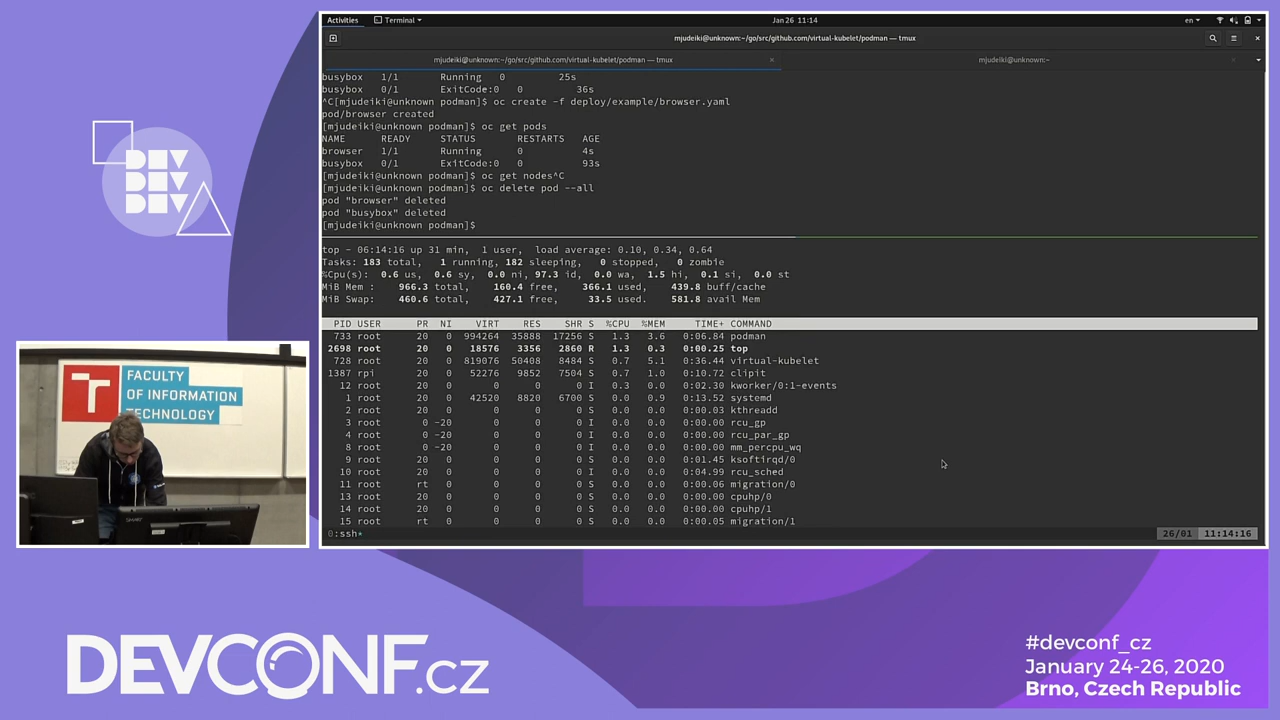 Activities Terminal Jan 26 11:14 en
mjudeiki@unknown:~/go/src/github.com/virtual-kubelet/podman — tmux
mjudeiki@unknown:~/go/src/github.com/virtual-kubelet/podman — tmux mjudeiki@unknown:~
busybox 1/1 Running 0 25s
busybox 0/1 ExitCode:0 0 36s
^C[mjudeiki@unknown podman]$ oc create -f deploy/example/browser.yaml
pod/browser created
[mjudeiki@unknown podman]$ oc get pods
NAME READY STATUS RESTARTS AGE
browser 1/1 Running 0 4s
busybox 0/1 ExitCode:0 0 93s
[mjudeiki@unknown podman]$ oc get nodes^C
[mjudeiki@unknown podman]$ oc delete pod --all
pod "browser" deleted
pod "busybox" deleted
[mjudeiki@unknown podman]$
top - 06:14:16 up 31 min, 1 user, load average: 0.10, 0.34, 0.64
Tasks: 183 total, 1 running, 182 sleeping, 0 stopped, 0 zombie
%Cpu(s): 0.6 us, 0.6 sy, 0.0 ni, 97.3 id, 0.0 wa, 1.5 hi, 0.1 si, 0.0 st
MiB Mem : 966.3 total, 160.4 free, 366.1 used, 439.8 buff/cache
MiB Swap: 460.6 total, 427.1 free, 33.5 used. 581.8 avail Mem
PID USER PR NI VIRT RES SHR S %CPU %MEM TIME+ COMMAND
733 root 20 0 994264 35888 17256 S 1.3 3.6 0:06.84 podman
2698 root 20 0 18576 3356 2860 R 1.3 0.3 0:00.25 top
728 root 20 0 819076 50408 8484 S 0.7 5.1 0:36.44 virtual-kubelet
1387 rpi 20 0 52276 9852 7504 S 0.7 1.0 0:10.72 clipit
12 root 20 0 0 0 0 I 0.3 0.0 0:02.30 kworker/0:1-events
1 root 20 0 42520 8820 6700 S 0.0 0.9 0:13.52 systemd
2 root 20 0 0 0 0 S 0.0 0.0 0:00.03 kthreadd
3 root 0 -20 0 0 0 I 0.0 0.0 0:00.00 rcu_gp
4 root 0 -20 0 0 0 I 0.0 0.0 0:00.00 rcu_par_gp
8 root 0 -20 0 0 0 I 0.0 0.0 0:00.00 mm_percpu_wq
9 root 20 0 0 0 0 S 0.0 0.0 0:01.45 ksoftirqd/0
10 root 20 0 0 0 0 I 0.0 0.0 0:04.99 rcu_sched
11 root rt 0 0 0 0 S 0.0 0.0 0:00.06 migration/0
13 root 20 0 0 0 0 S 0.0 0.0 0:00.00 cpuhp/0
14 root 20 0 0 0 0 S 0.0 0.0 0:00.00 cpuhp/1
15 root rt 0 0 0 0 S 0.0 0.0 0:00.05 migration/1
0:ssh* 26/01 11:14:16
DEV
DEV
DEV
FACULTY
OF INFORMATION
TECHNOLOGY
DEVCONF.cz
#devconf_cz
January 24-26, 2020
Brno, Czech Republic